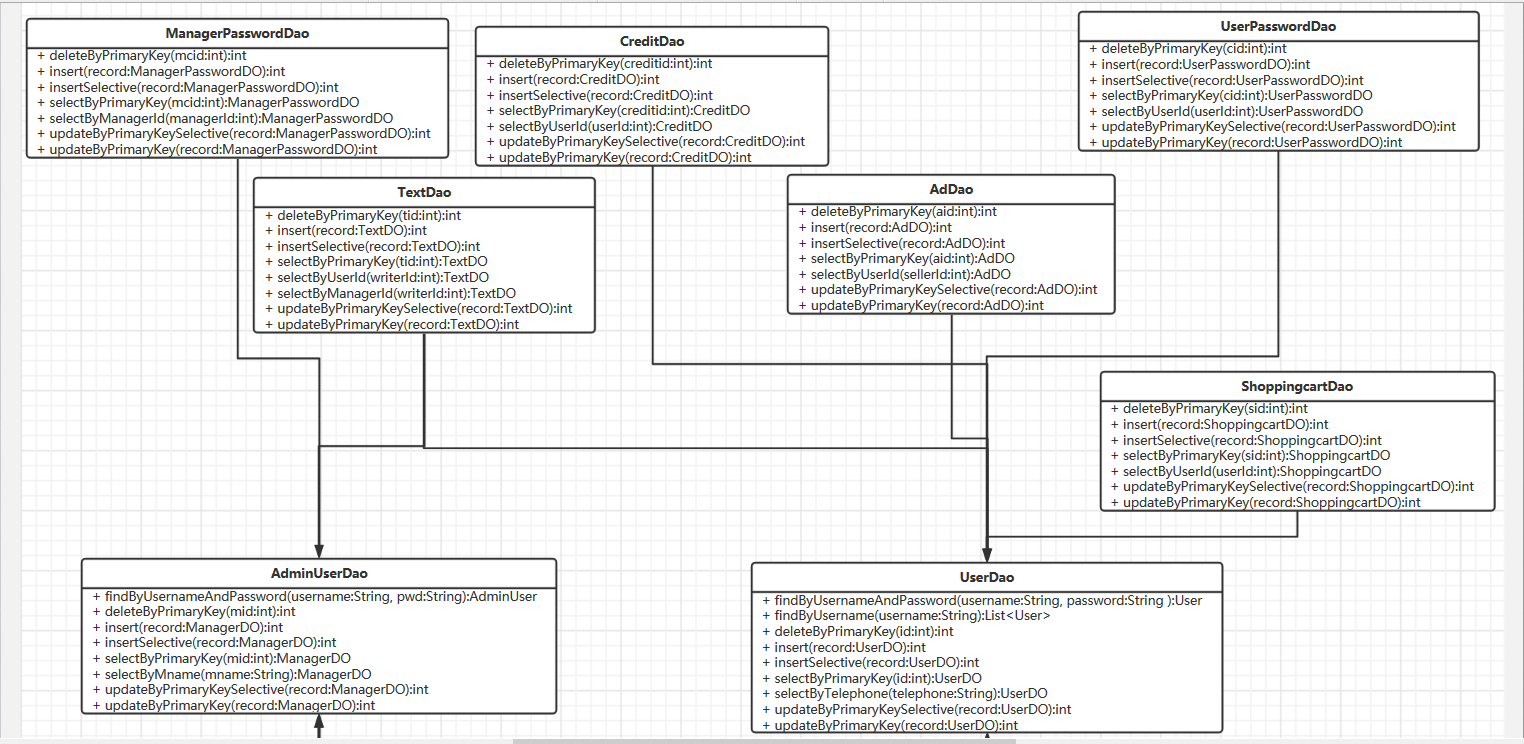 ManagerPasswordDao
+ deleteByPrimaryKey(mcid:int):int
+ insert(record:ManagerPasswordDO):int
+ insertSelective(record:ManagerPasswordDO):int
+ selectByPrimaryKey(mcid:int):ManagerPasswordDO
+ selectByManagerId(managerId:int):ManagerPasswordDO
+ updateByPrimaryKeySelective(record:ManagerPasswordDO):int
+ updateByPrimaryKey(record:ManagerPasswordDO):int
CreditDao
+ deleteByPrimaryKey(creditid:int):int
+ insert(record:CreditDO):int
+ insertSelective(record:CreditDO):int
+ selectByPrimaryKey(creditid:int):CreditDO
+ selectByUserId(userId:int):CreditDO
+ updateByPrimaryKeySelective(record:CreditDO):int
+ updateByPrimaryKey(record:CreditDO):int
UserPasswordDao
+ deleteByPrimaryKey(cid:int):int
+ insert(record:UserPasswordDO):int
+ insertSelective(record:UserPasswordDO):int
+ selectByPrimaryKey(cid:int):UserPasswordDO
+ selectByUserId(userId:int):UserPasswordDO
+ updateByPrimaryKeySelective(record:UserPasswordDO):int
+ updateByPrimaryKey(record:UserPasswordDO):int
TextDao
+ deleteByPrimaryKey(tid:int):int
+ insert(record:TextDO):int
+ insertSelective(record:TextDO):int
+ selectByPrimaryKey(tid:int):TextDO
+ selectByUserId(writerId:int):TextDO
+ selectByManagerId(writerId:int):TextDO
+ updateByPrimaryKeySelective(record:TextDO):int
+ updateByPrimaryKey(record:TextDO):int
AdDao
+ deleteByPrimaryKey(aid:int):int
+ insert(record:AdDO):int
+ insertSelective(record:AdDO):int
+ selectByPrimaryKey(aid:int):AdDO
+ selectByUserId(sellerId:int):AdDO
+ updateByPrimaryKeySelective(record:AdDO):int
+ updateByPrimaryKey(record:AdDO):int
ShoppingcartDao
+ deleteByPrimaryKey(sid:int):int
+ insert(record:ShoppingcartDO):int
+ insertSelective(record:ShoppingcartDO):int
+ selectByPrimaryKey(sid:int):ShoppingcartDO
+ selectByUserId(userId:int):ShoppingcartDO
+ updateByPrimaryKeySelective(record:ShoppingcartDO):int
+ updateByPrimaryKey(record:ShoppingcartDO):int
AdminUserDao
+ findByUsernameAndPassword(username:String, pwd:String):AdminUser
+ deleteByPrimaryKey(mid:int):int
+ insert(record:ManagerDO):int
+ insertSelective(record:ManagerDO):int
+ selectByPrimaryKey(mid:int):ManagerDO
+ selectByMname(mname:String):ManagerDO
+ updateByPrimaryKeySelective(record:ManagerDO):int
+ updateByPrimaryKey(record:ManagerDO):int
UserDao
+ findByUsernameAndPassword(username:String, password:String ):User
+ findByUsername(username:String):List<User>
+ deleteByPrimaryKey(id:int):int
+ insert(record:UserDO):int
+ insertSelective(record:UserDO):int
+ selectByPrimaryKey(id:int):UserDO
+ selectByTelephone(telephone:String):UserDO
+ updateByPrimaryKeySelective(record:UserDO):int
+ updateByPrimaryKey(record:UserDO):int